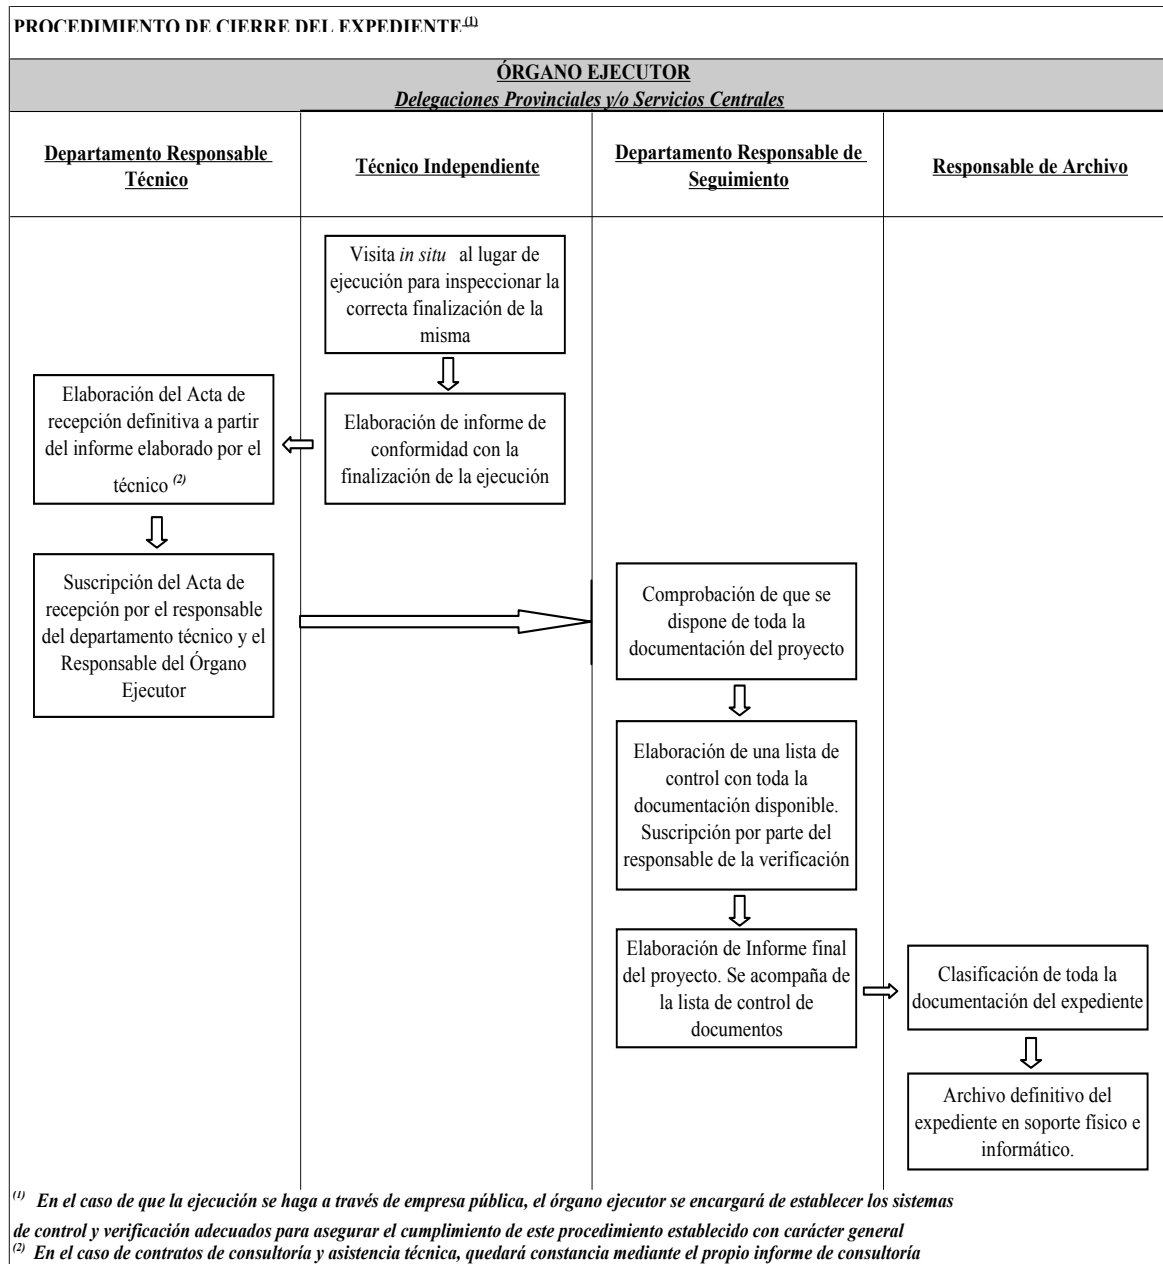 PROCEDIMIENTO DE CIERRE DEL EXPEDIENTE (1)
ÓRGANO EJECUTOR
Delegaciones Provinciales y/o Servicios Centrales
Departamento Responsable
Técnico
Técnico Independiente
Departamento Responsable de
Seguimiento
Responsable de Archivo
Visita in situ al lugar de
ejecución para inspeccionar la
correcta finalización de la
misma
Elaboración de informe de
conformidad con la
finalización de la ejecución
Elaboración del Acta de
recepción definitiva a partir
del informe elaborado por el
técnico (2)
Suscripción del Acta de
recepción por el responsable
del departamento técnico y el
Responsable del Órgano
Ejecutor
Comprobación de que se
dispone de toda la
documentación del proyecto
Elaboración de una lista de
control con toda la
documentación disponible.
Suscripción por parte del
responsable de la verificación
Elaboración de Informe final
del proyecto. Se acompaña de
la lista de control de
documentos
Clasificación de toda la
documentación del expediente
Archivo definitivo del
expediente en soporte físico e
informático.
(1) En el caso de que la ejecución se haga a través de empresa pública, el órgano ejecutor se encargará de establecer los sistemas
de control y verificación adecuados para asegurar el cumplimiento de este procedimiento establecido con carácter general
(2) En el caso de contratos de consultoría y asistencia técnica, quedará constancia mediante el propio informe de consultoría